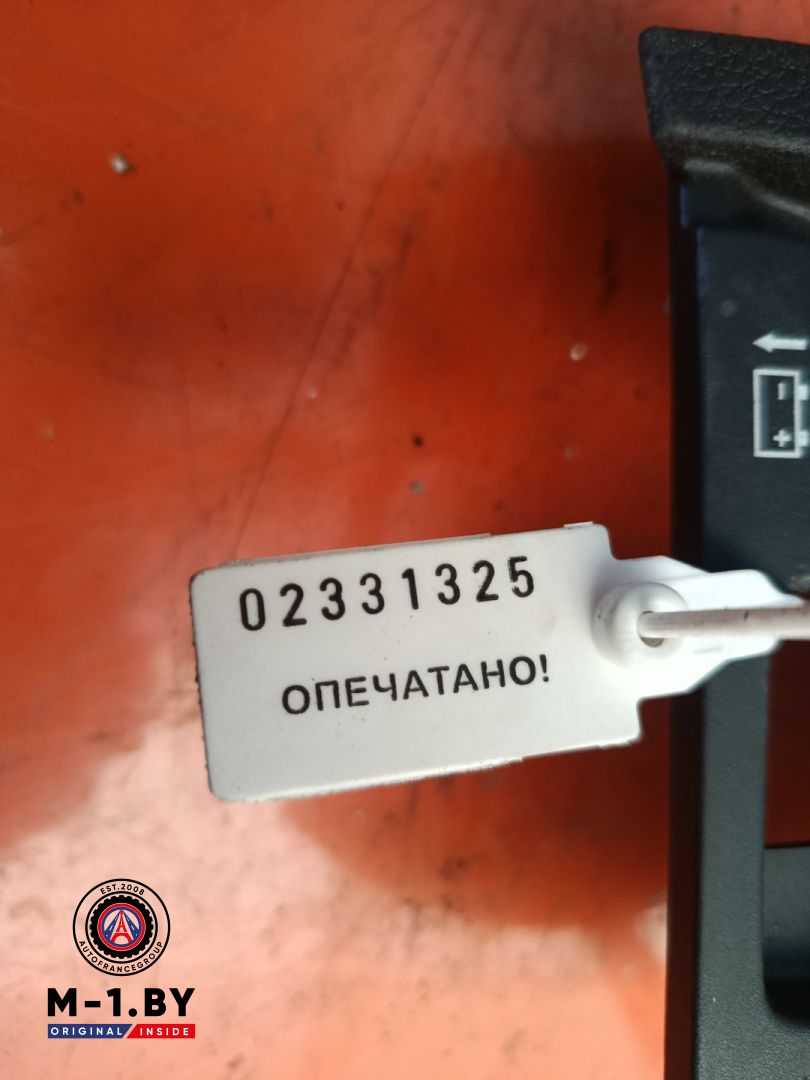 02331325
ОПЕЧАТАНО!
EST.2008
AUTOFRANCEGROUP
M-1.BY
ORIGINAL INSIDE